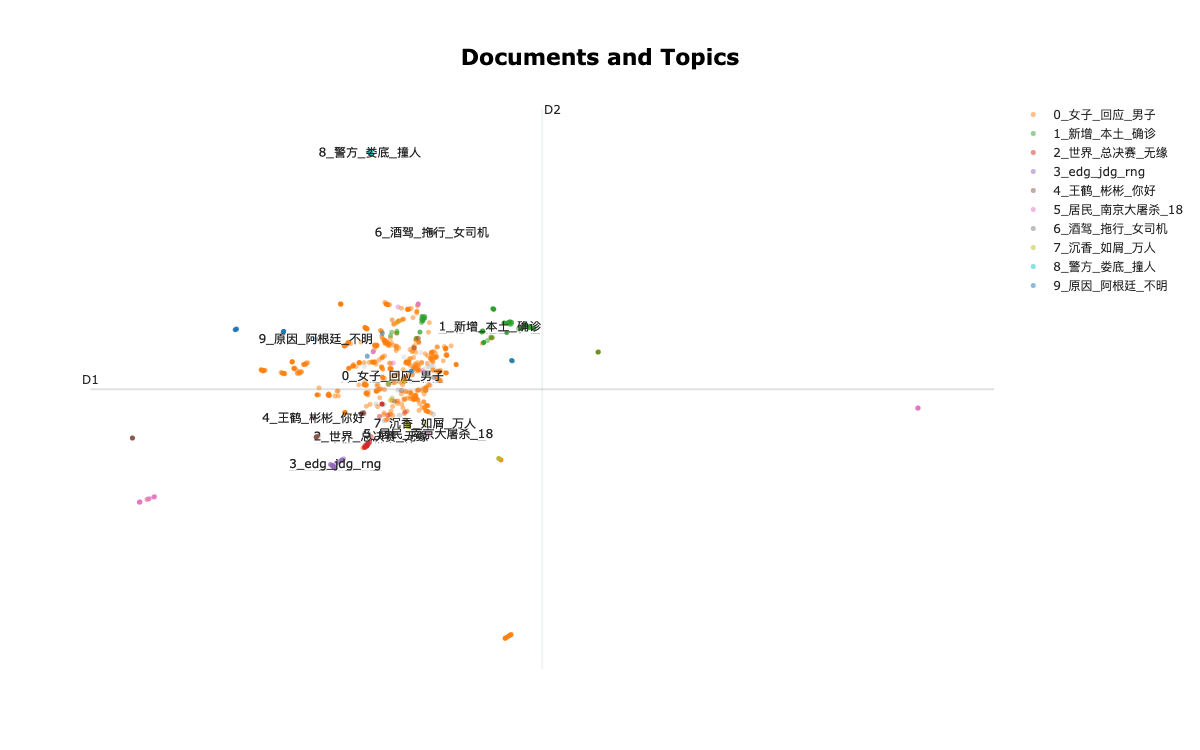 Documents and Topics
D2
8_警方_娄底_撞人
6_酒驾_拖行_女司机
1_新增_本土_确诊
9_原因_阿根廷_不明
0_女子_回应_男子
D1
4_王鹤_彬彬_你好
7_沉香_如屑_万人
5_居民_南京大屠杀_18
2_世界_总决赛_无缘
3_edg_jdg_rng
0_女子_回应_男子
1_新增_本土_确诊
2_世界_总决赛_无缘
3_edg_jdg_rng
4_王鹤_彬彬_你好
5_居民_南京大屠杀_18
6_酒驾_拖行_女司机
7_沉香_如屑_万人
8_警方_娄底_撞人
9_原因_阿根廷_不明